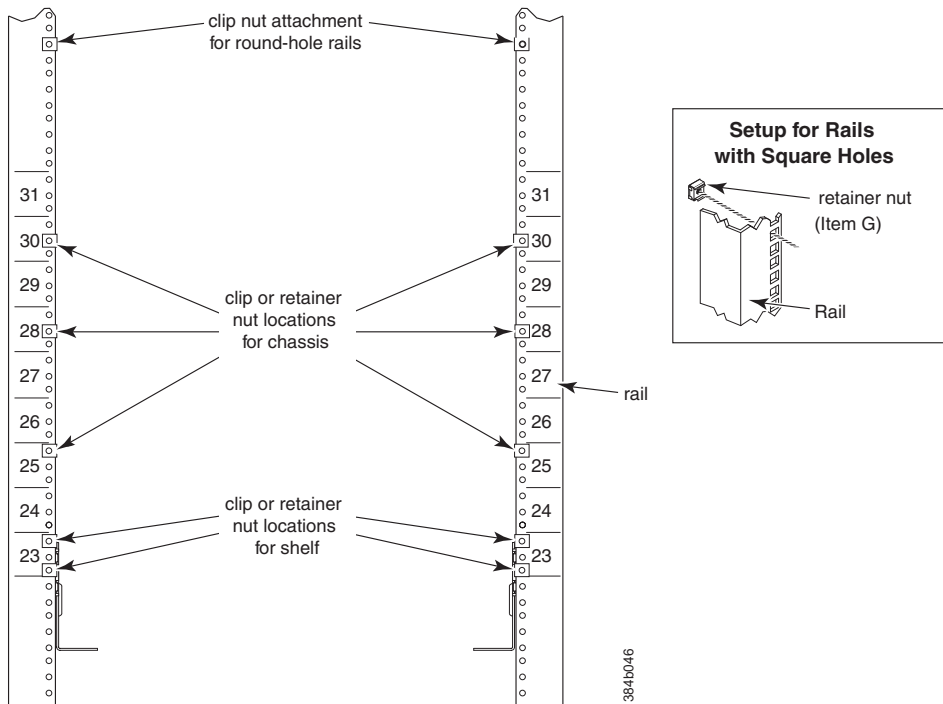 clip nut attachment
for round-hole rails
Setup for Rails
with Square Holes
retainer nut
(Item G)
Rail
31
30
29
28
27
26
25
24
23
clip or retainer
nut locations
for chassis
clip or retainer
nut locations
for shelf
31
30
29
28
27
26
25
24
23
rail
384b046